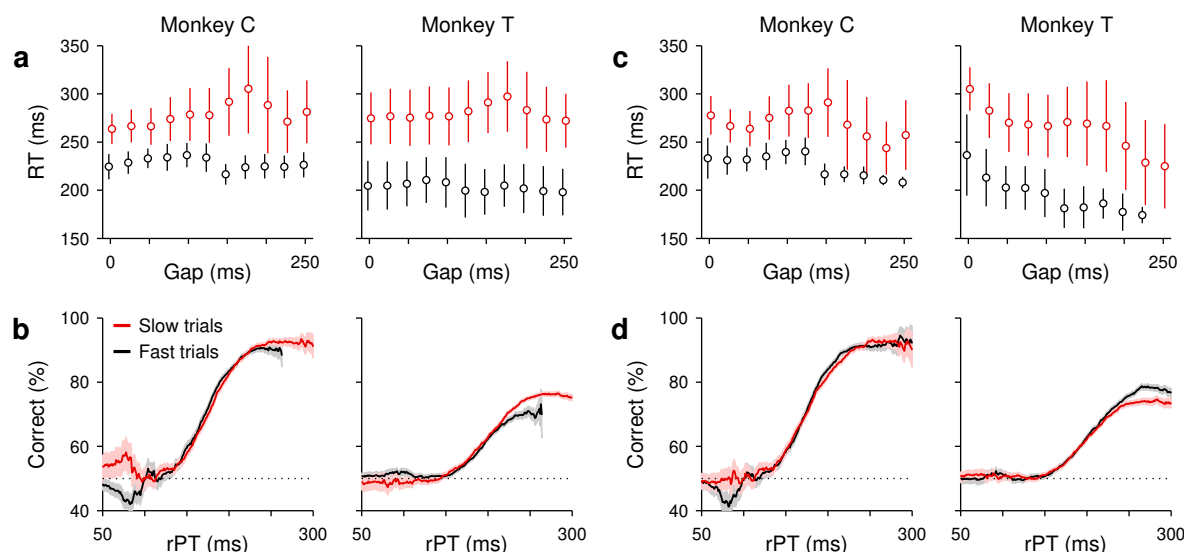 Monkey C Monkey T Monkey C Monkey T
a c
350 350
300 300
RT (ms) RT (ms)
250 250
200 200
150 150
0 250 0 250 0 250 0 250
Gap (ms) Gap (ms) Gap (ms) Gap (ms)
b d
100 100
Slow trials
Fast trials
80 80
Correct (%) Correct (%)
60 60
40 40
50 300 50 300 50 300 50 300
rPT (ms) rPT (ms) rPT (ms) rPT (ms)